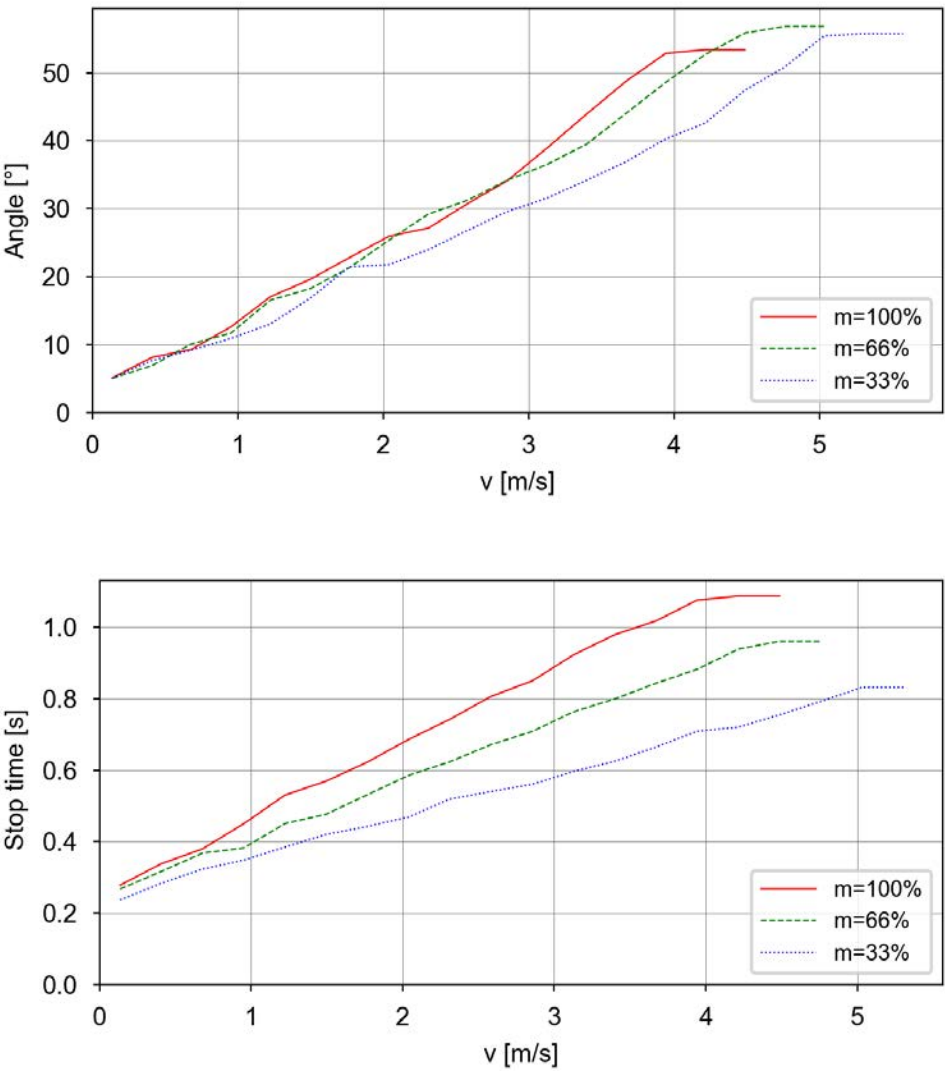 Angle [°]
50
40
30
20
10
0
0 1 2 3 4 5
v [m/s]
m=100%
m=66%
m=33%
Stop time [s]
1.0
0.8
0.6
0.4
0.2
0.0
0 1 2 3 4 5
v [m/s]
m=100%
m=66%
m=33%